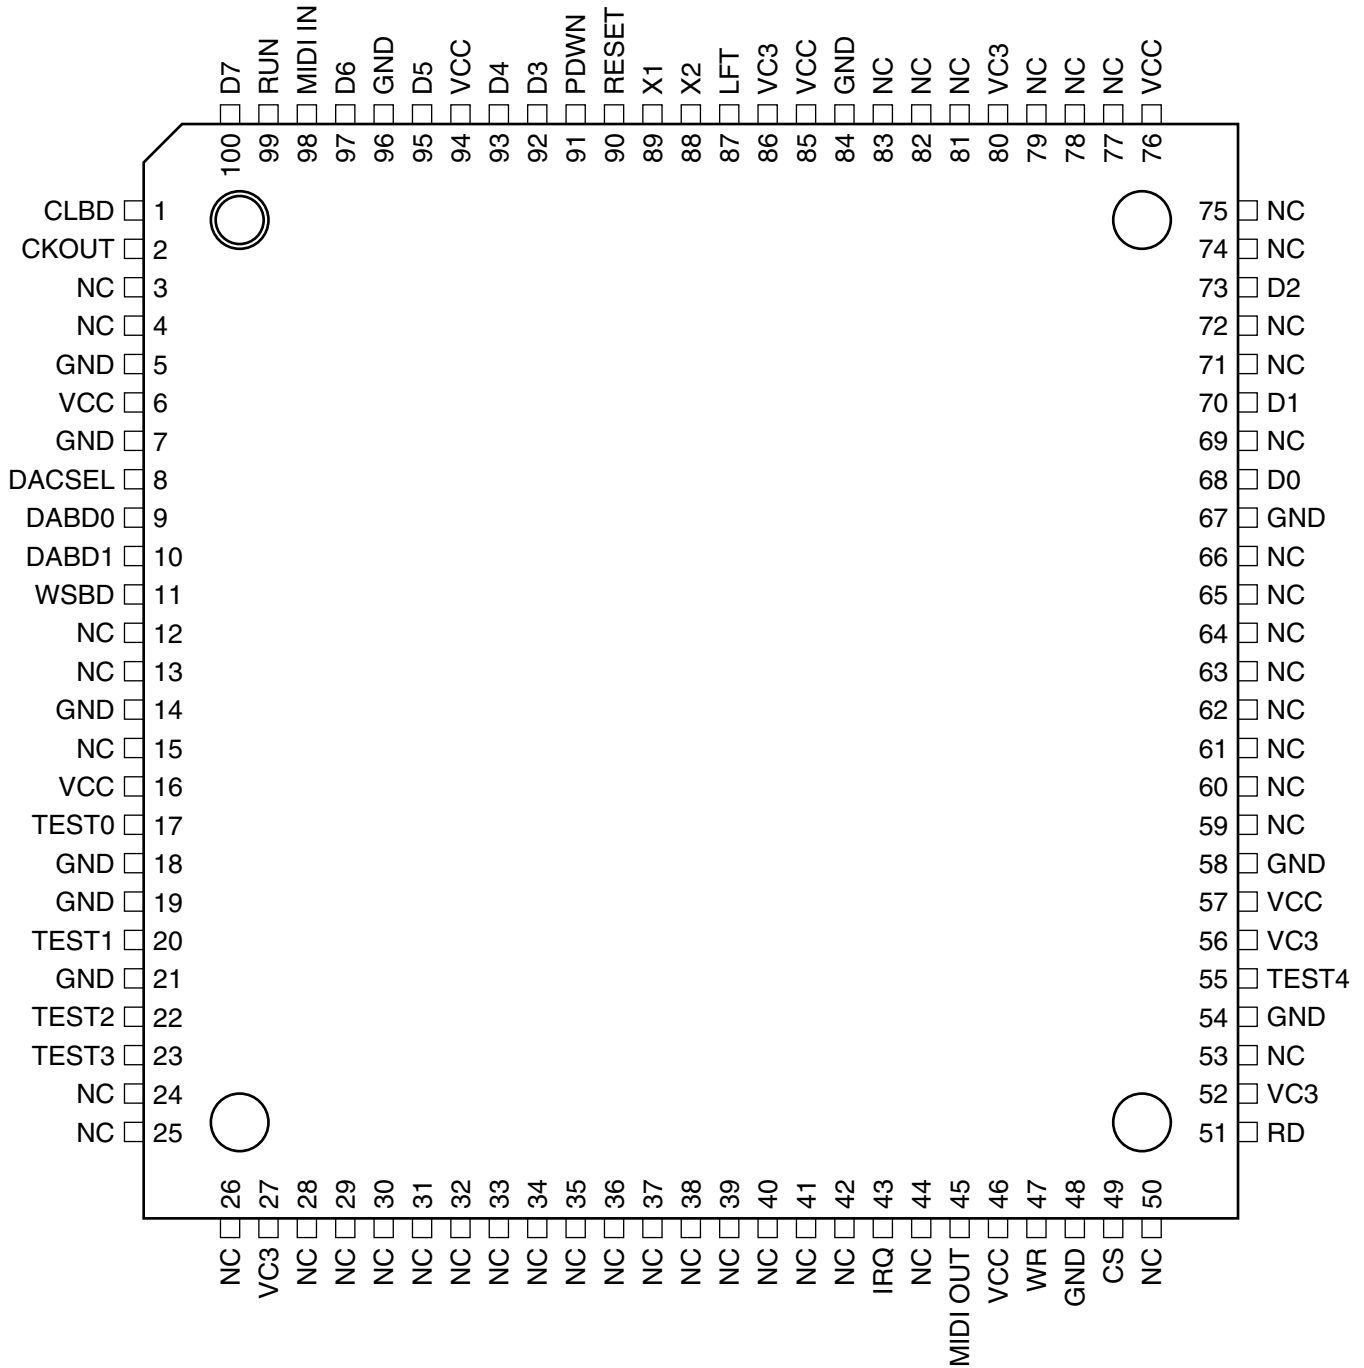 D7 RUN MIDI IN D6 GND D5 VCC D4 D3 PDWN RESET X1 X2 LFT VC3 VCC GND NC NC NC VC3 NC NC NC VCC
100 99 98 97 96 95 94 93 92 91 90 89 88 87 86 85 84 83 82 81 80 79 78 77 76
CLBD 1 75 NC
CKOUT 2 74 NC
NC 3 73 D2
NC 4 72 NC
GND 5 71 NC
VCC 6 70 D1
GND 7 69 NC
DACSEL 8 68 D0
DABD0 9 67 GND
DABD1 10 66 NC
WSBD 11 65 NC
NC 12 64 NC
NC 13 63 NC
GND 14 62 NC
NC 15 61 NC
VCC 16 60 NC
TEST0 17 59 NC
GND 18 58 GND
GND 19 57 VCC
TEST1 20 56 VC3
GND 21 55 TEST4
TEST2 22 54 GND
TEST3 23 53 NC
NC 24 52 VC3
NC 25 51 RD
26 27 28 29 30 31 32 33 34 35 36 37 38 39 40 41 42 43 44 45 46 47 48 49 50
NC VC3 NC NC NC NC NC NC NC NC NC NC NC NC NC NC NC IRQ NC MIDI OUT VCC WR GND CS NC